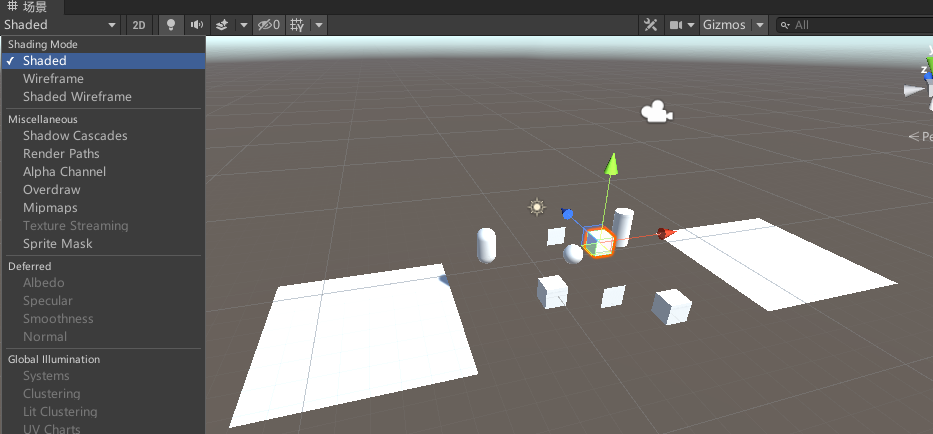 场景
Shaded 2D 0 Gizmos All
Shading Mode
Shaded
Wireframe
Shaded Wireframe
Miscellaneous
Shadow Cascades
Render Paths
Alpha Channel
Overdraw
Mipmaps
Texture Streaming
Sprite Mask
Deferred
Albedo
Specular
Smoothness
Normal
Global Illumination
Systems
Clustering
Lit Clustering
UV Charts
y
z
Pe